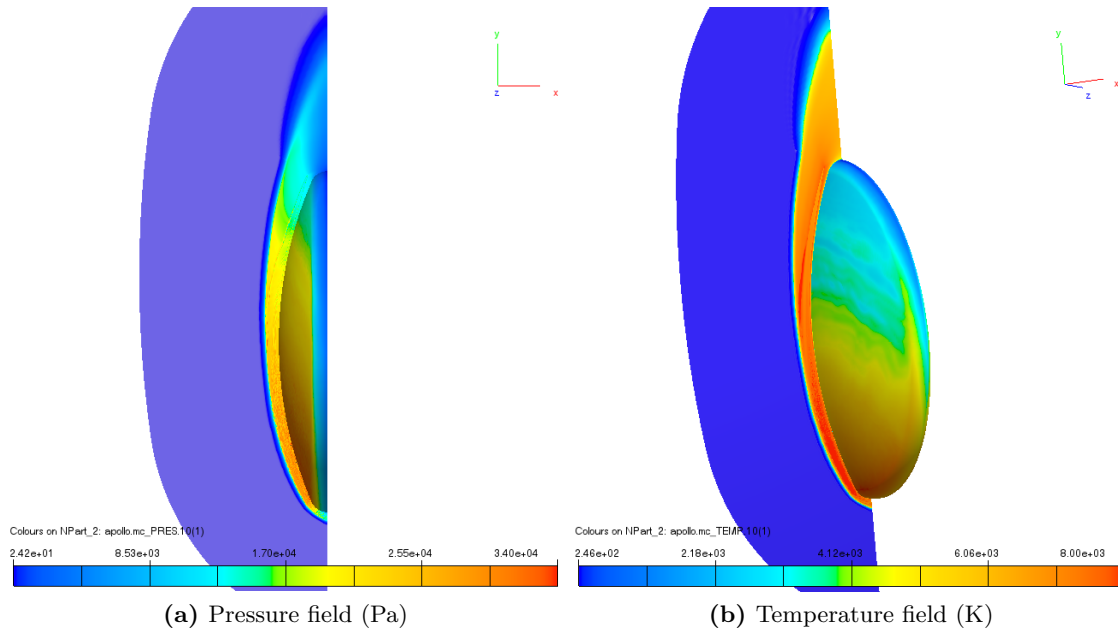 y
z
x
y
z
x
Colours on NPart_2: apollo.mc_PRES.10(1)
2.42e+01 8.53e+03 1.70e+04 2.55e+04 3.40e+04
Colours on NPart_2: apollo.mc_TEMP.10(1)
2.46e+02 2.18e+03 4.12e+03 6.06e+03 8.00e+03
(a) Pressure field (Pa)
(b) Temperature field (K)